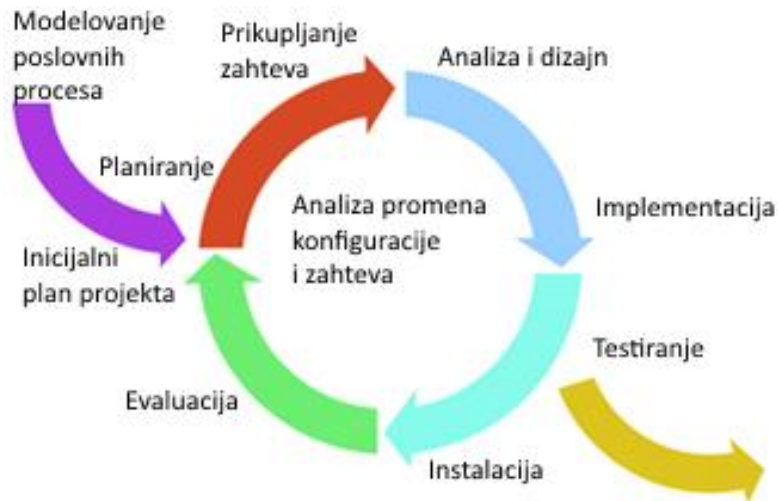 Modelovanje
poslovnih
procesa
Prikupljanje
zahteva
Analiza i dizajn
Planiranje
Implementacija
Analiza promena
konfiguracije
i zahteva
Inicijalni
plan projekta
Testiranje
Evaluacija
Instalacija